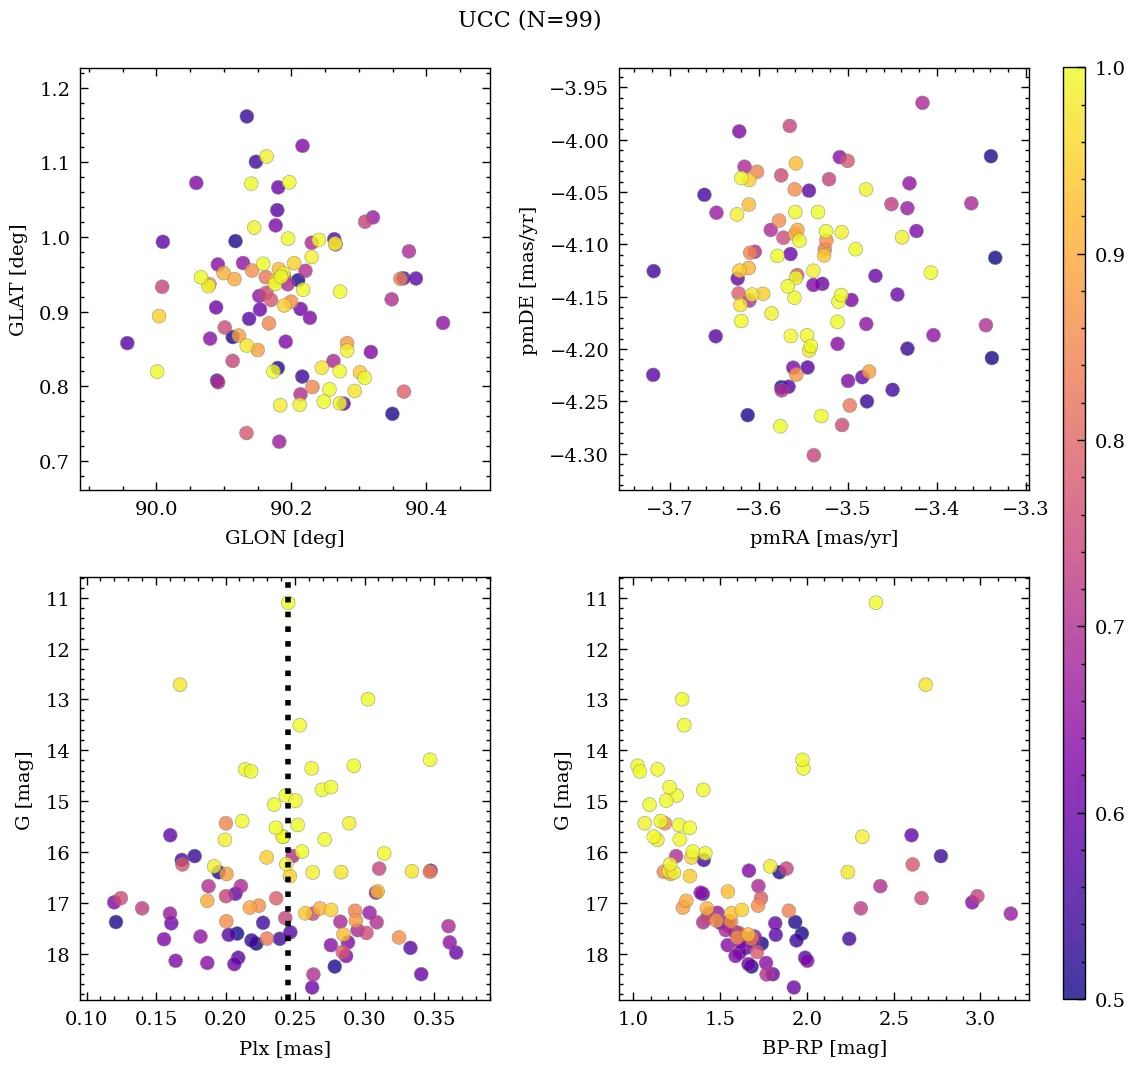 UCC (N=99)
1.2
1.1
1.0
0.9
0.8
0.7
GLAT [deg]
90.0 90.2 90.4
GLON [deg]
−3.95
−4.00
−4.05
−4.10
−4.15
−4.20
−4.25
−4.30
pmDE [mas/yr]
−3.7 −3.6 −3.5 −3.4 −3.3
pmRA [mas/yr]
11
12
13
14
15
16
17
18
G [mag]
0.10 0.15 0.20 0.25 0.30 0.35
Plx [mas]
11
12
13
14
15
16
17
18
G [mag]
1.0 1.5 2.0 2.5 3.0
BP-RP [mag]
1.0
0.9
0.8
0.7
0.6
0.5